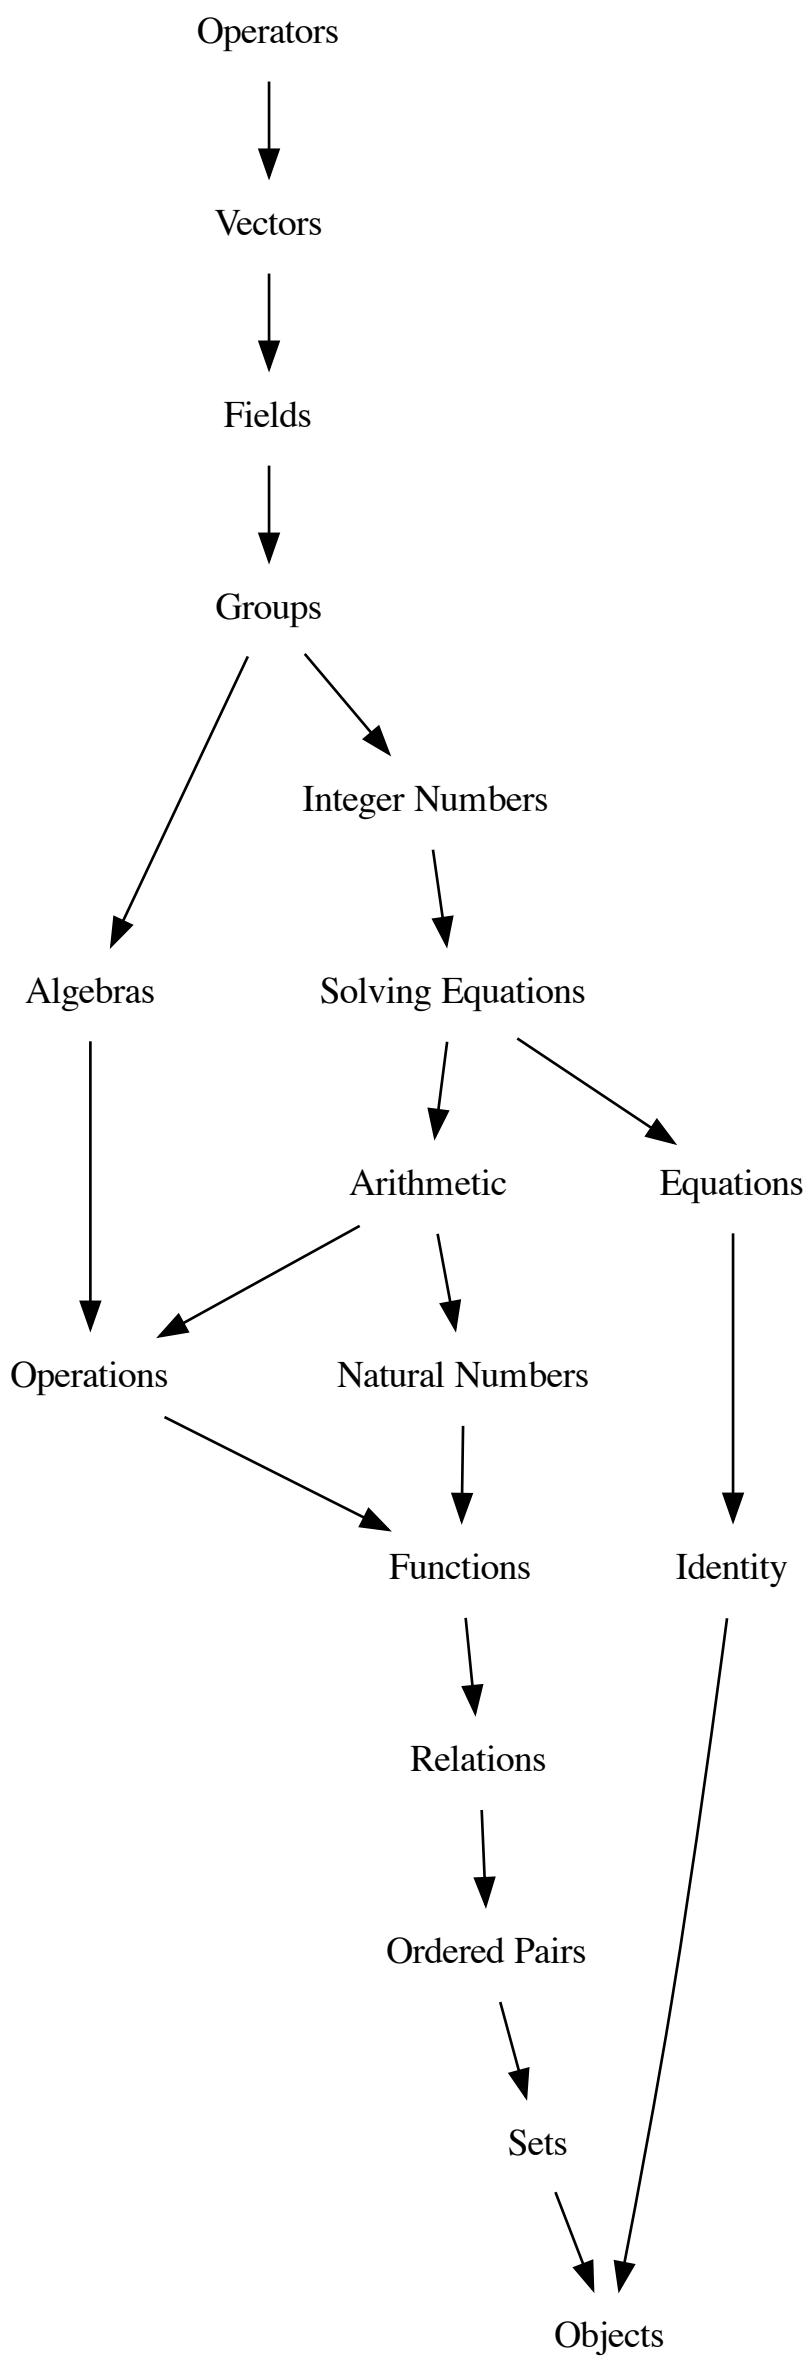 Operators
Vectors
Fields
Groups
Integer Numbers
Algebras
Solving Equations
Arithmetic
Equations
Operations
Natural Numbers
Functions
Identity
Relations
Ordered Pairs
Sets
Objects